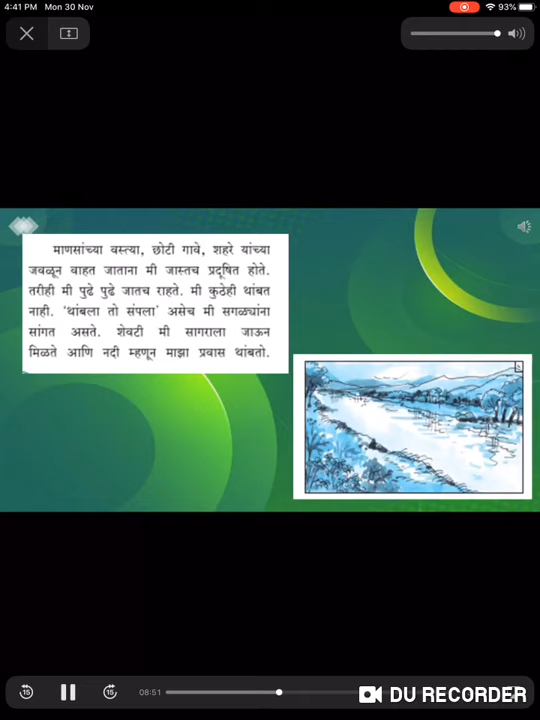 4:41 PM Mon 30 Nov
93%
माणसांच्या वस्त्या, छोटी गावे, शहरे यांच्या
जवळून वाहत जाताना मी जास्तच प्रदूषित होते.
तरीही मी पुढे पुढे जातच राहते. मी कुठेही थांबत
नाही. ‘थांबला तो संपला’ असेच मी सगळ्यांना
सांगत असते. शेवटी मी सागराला जाऊन
मिळते आणि नदी म्हणून माझा प्रवास थांबतो.
15
15
08:51
DU RECORDER